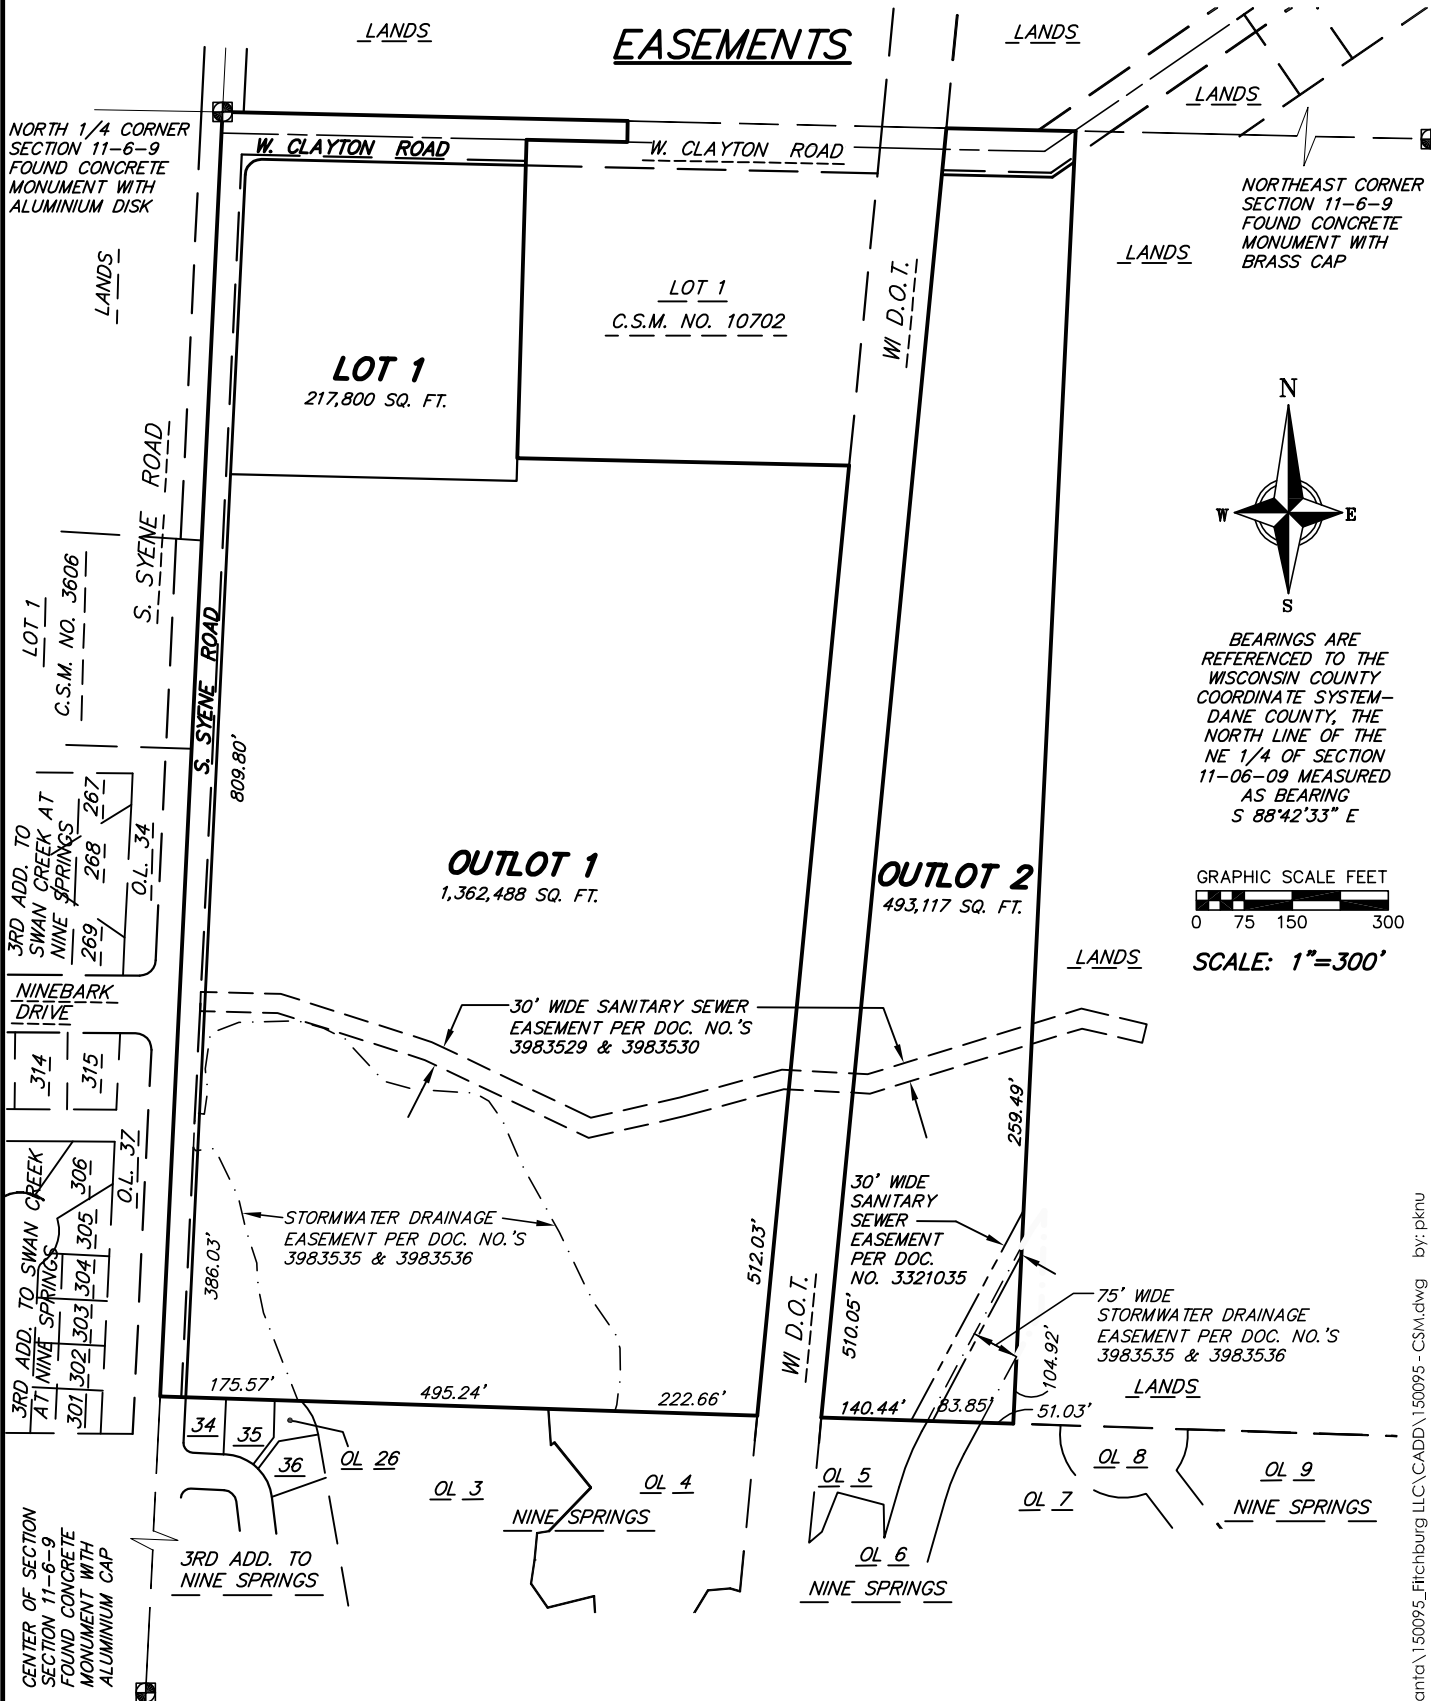 EASEMENTS
LANDS
LANDS
LANDS
NORTH 1/4 CORNER
SECTION 11-6-9
FOUND CONCRETE
MONUMENT WITH
ALUMINIUM DISK
W. CLAYTON ROAD
W. CLAYTON ROAD
NORTHEAST CORNER
SECTION 11-6-9
FOUND CONCRETE
MONUMENT WITH
BRASS CAP
LANDS
LANDS
LOT 1
C.S.M. NO. 10702
WI D.O.T.
LOT 1
217,800 SQ. FT.
N
W
E
S
S. SYENE ROAD
LOT 1
C.S.M. NO. 3606
S. SYENE ROAD
809.80'
BEARINGS ARE
REFERENCED TO THE
WISCONSIN COUNTY
COORDINATE SYSTEM-
DANE COUNTY, THE
NORTH LINE OF THE
NE 1/4 OF SECTION
11-06-09 MEASURED
AS BEARING
S 88°42'33" E
GRAPHIC SCALE FEET
0 75 150 300
SCALE: 1"=300'
3RD ADD. TO
SWAN CREEK AT
NINE SPRINGS
267
268
269
O.L. 34
OUTLOT 1
1,362,488 SQ. FT.
OUTLOT 2
493,117 SQ. FT.
LANDS
NINEBARK
DRIVE
30' WIDE SANITARY SEWER
EASEMENT PER DOC. NO.'S
3983529 & 3983530
314
315
259.49'
O.L. 37
3RD ADD. TO SWAN CREEK
AT NINE SPRINGS
306
305
304
303
302
301
386.03'
STORMWATER DRAINAGE
EASEMENT PER DOC. NO.'S
3983535 & 3983536
512.03'
WI D.O.T.
510.05'
30' WIDE
SANITARY
SEWER
EASEMENT
PER DOC.
NO. 3321035
75' WIDE
STORMWATER DRAINAGE
EASEMENT PER DOC. NO.'S
3983535 & 3983536
104.92'
LANDS
175.57'
495.24'
222.66'
140.44'
83.85'
51.03'
34
35
36
OL 26
OL 3
OL 4
OL 5
OL 6
OL 7
OL 8
OL 9
NINE SPRINGS
NINE SPRINGS
NINE SPRINGS
3RD ADD. TO
NINE SPRINGS
CENTER OF SECTION
SECTION 11-6-9
FOUND CONCRETE
MONUMENT WITH
ALUMINIUM CAP
anta\150095_Fitchburg LLC\CADD\150095 - CSM.dwg by: pknu